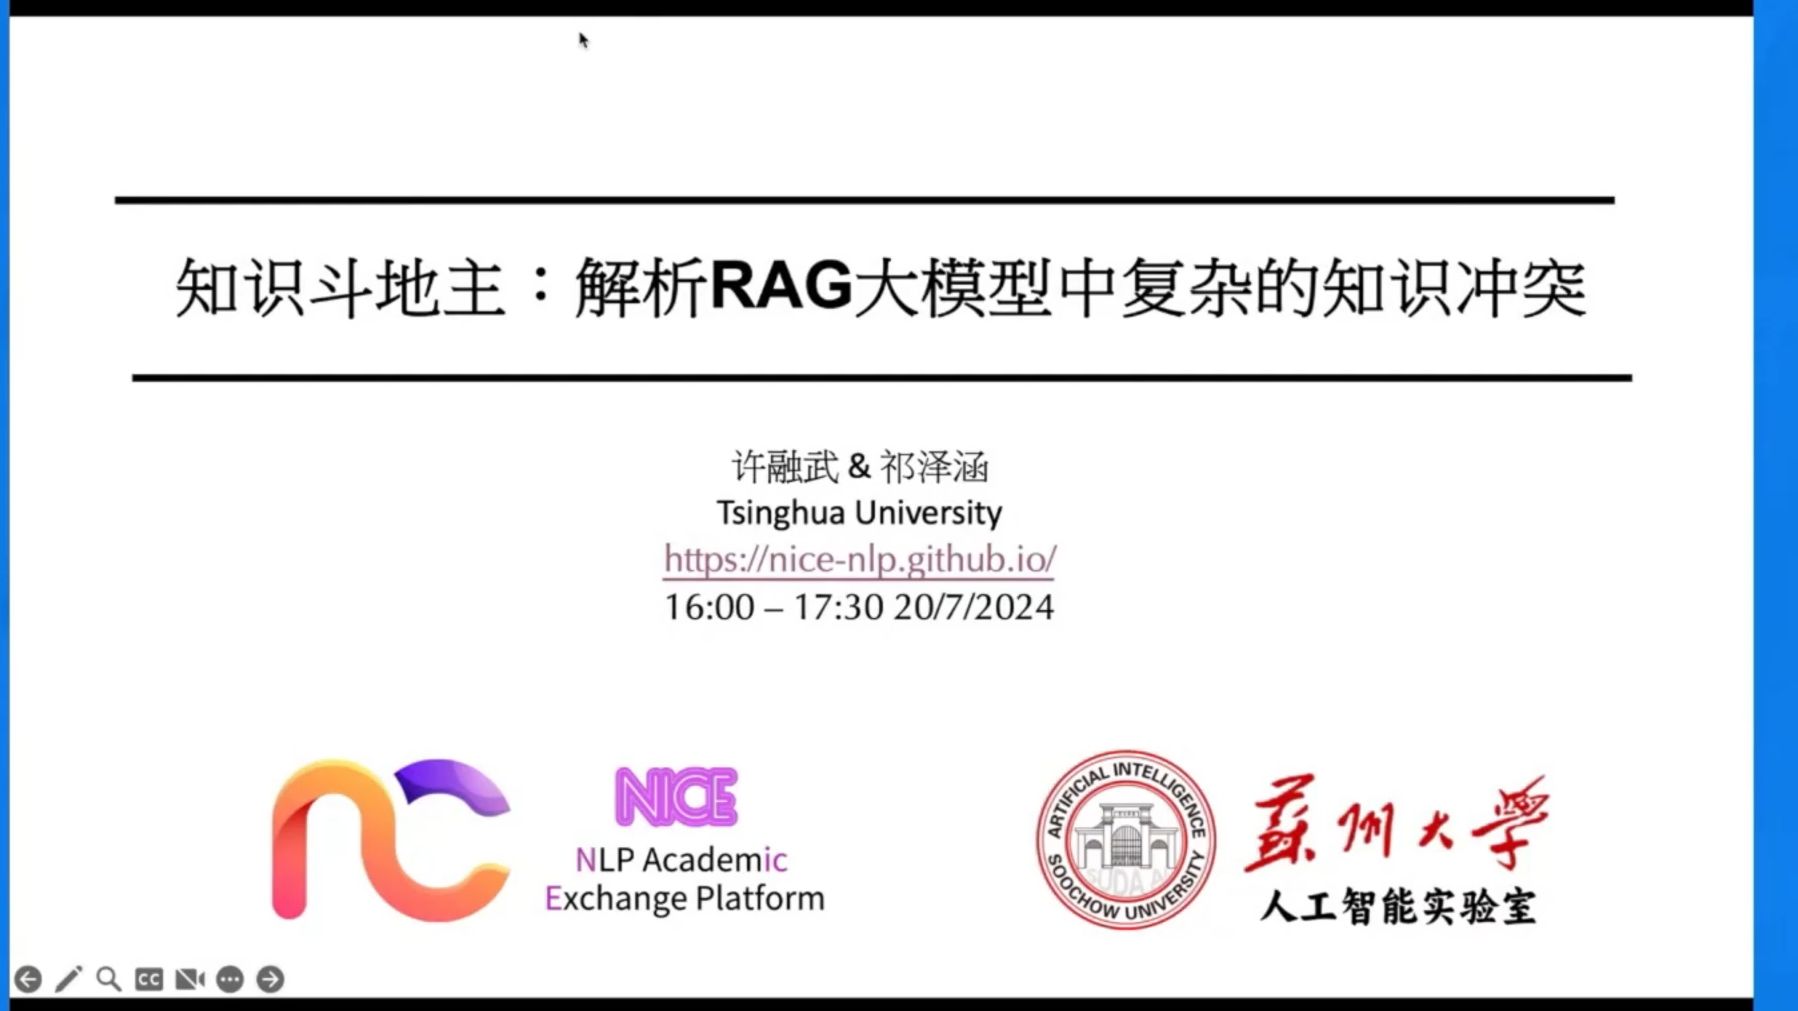 知识斗地主：解析RAG大模型中复杂的知识冲突
许融武 & 祁泽涵
Tsinghua University
https://nice-nlp.github.io/
16:00 – 17:30 20/7/2024
NICE
NLP Academic
Exchange Platform
ARTIFICIAL INTELLIGENCE
SOOCHOW UNIVERSITY
SUDA AI
蘇州大学
人工智能实验室
CC